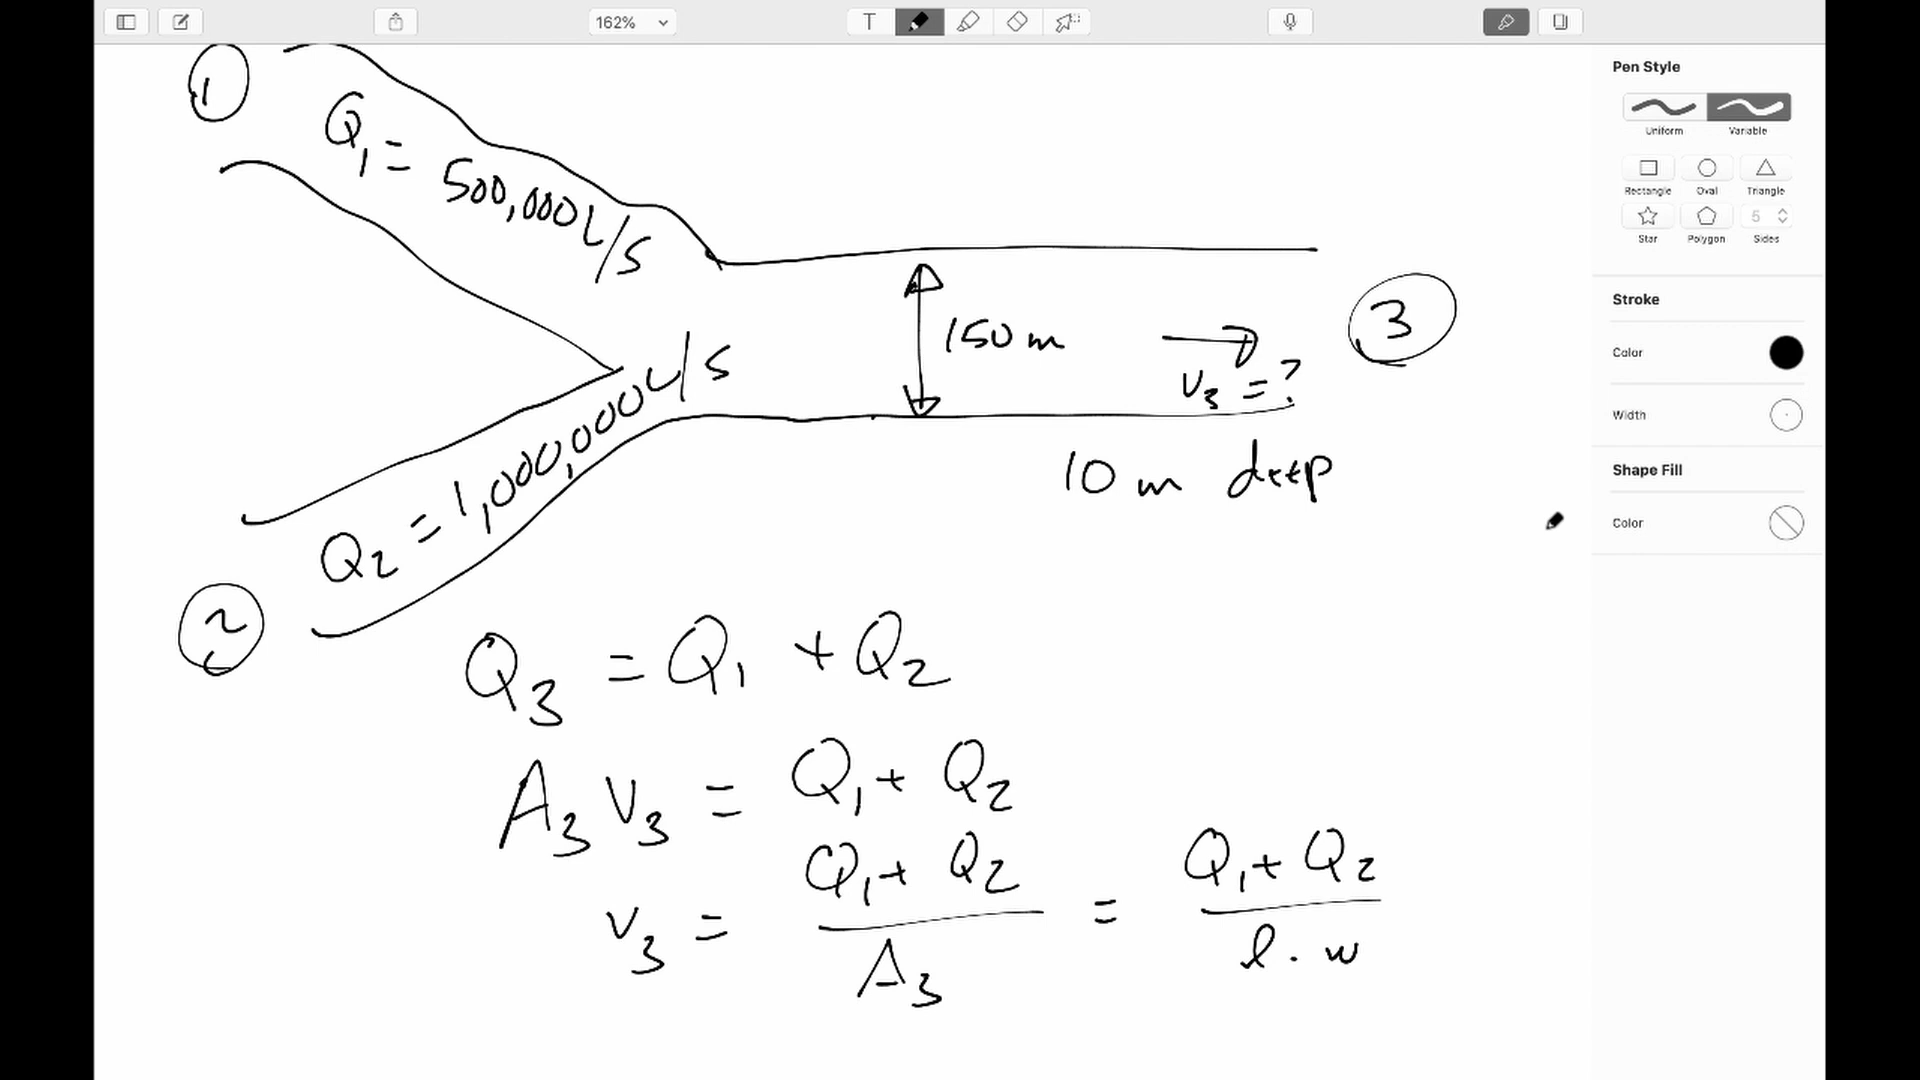 162%
T
Pen Style
Uniform Variable
Rectangle Oval Triangle
5
Star Polygon Sides
Stroke
Color
Width
Shape Fill
Color
1
Q₁ = 500,000 L/s
150 m
v₃ = ?
3
10 m deep
Q₂ = 1,000,000 L/s
2
Q₃ = Q₁ + Q₂
A₃ v₃ = Q₁ + Q₂
v₃ = (Q₁ + Q₂) / A₃ = (Q₁ + Q₂) / (l · w)